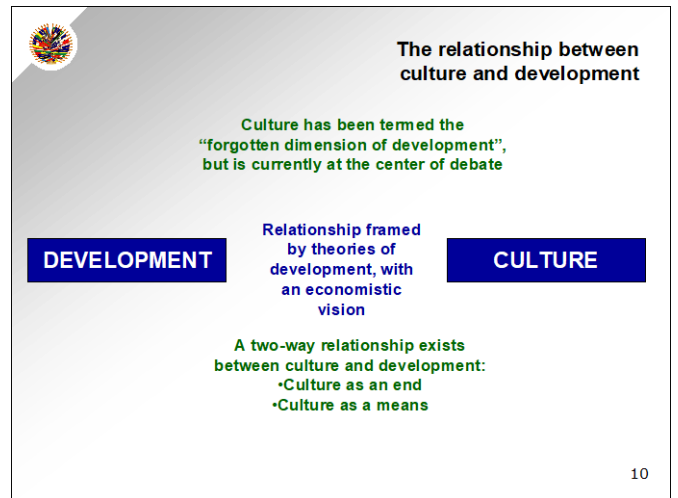 The relationship between
culture and development
Culture has been termed the
“forgotten dimension of development”,
but is currently at the center of debate
DEVELOPMENT
Relationship framed
by theories of
development, with
an economistic
vision
CULTURE
A two-way relationship exists
between culture and development:
•Culture as an end
•Culture as a means
10